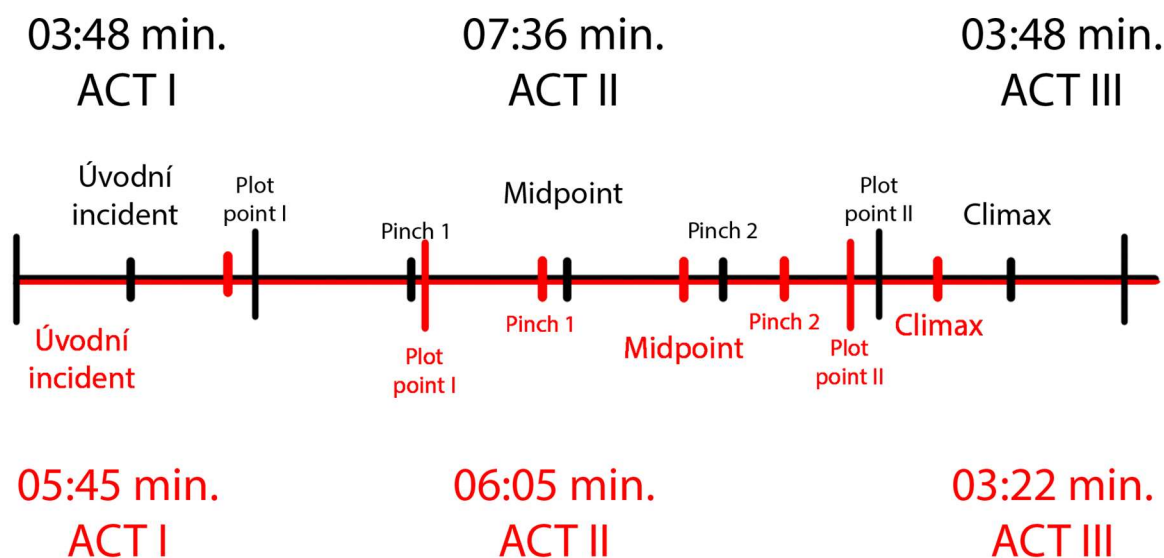 03:48 min.
ACT I
07:36 min.
ACT II
03:48 min.
ACT III
Úvodní
incident
Plot
point I
Pinch 1
Midpoint
Pinch 2
Plot
point II
Climax
Úvodní
incident
Plot
point I
Pinch 1
Midpoint
Pinch 2
Plot
point II
Climax
05:45 min.
ACT I
06:05 min.
ACT II
03:22 min.
ACT III